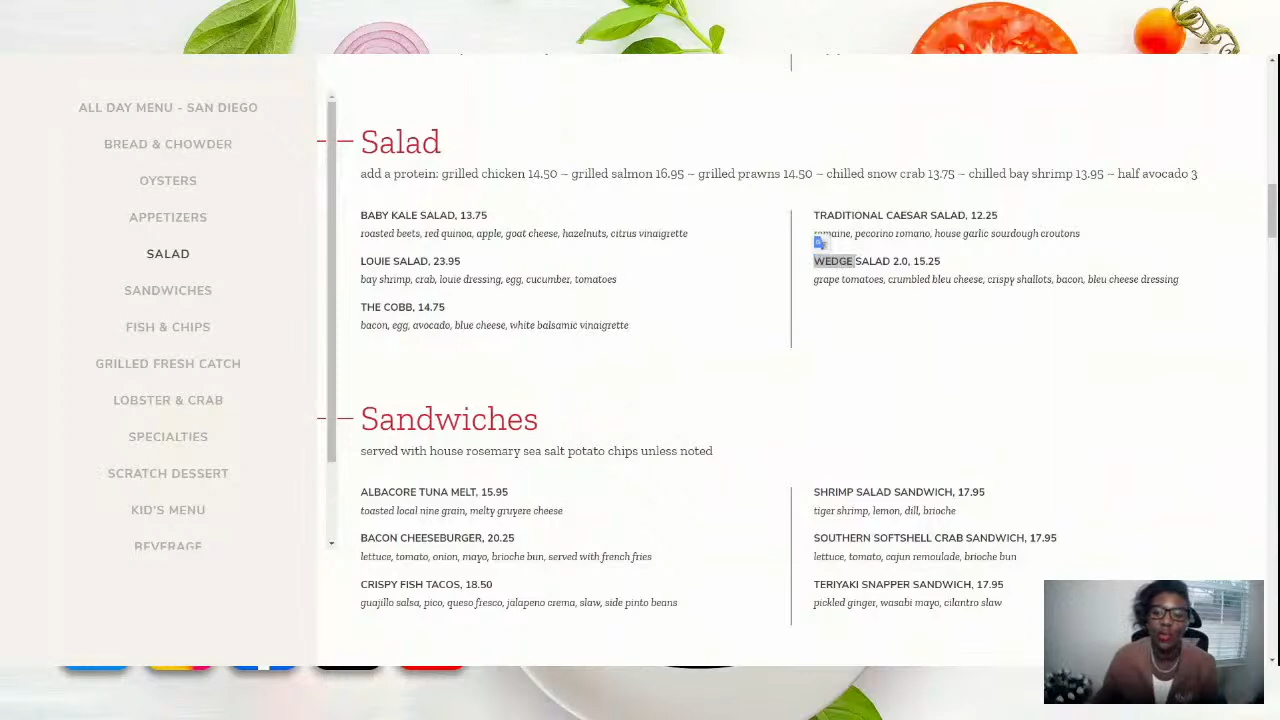 ALL DAY MENU - SAN DIEGO
BREAD & CHOWDER
OYSTERS
APPETIZERS
SALAD
SANDWICHES
FISH & CHIPS
GRILLED FRESH CATCH
LOBSTER & CRAB
SPECIALTIES
SCRATCH DESSERT
KID'S MENU
BEVERAGE
Salad
add a protein: grilled chicken 14.50 – grilled salmon 16.95 – grilled prawns 14.50 – chilled snow crab 13.75 – chilled bay shrimp 13.95 – half avocado 3
BABY KALE SALAD, 13.75
roasted beets, red quinoa, apple, goat cheese, hazelnuts, citrus vinaigrette
LOUIE SALAD, 23.95
bay shrimp, crab, louie dressing, egg, cucumber, tomatoes
THE COBB, 14.75
bacon, egg, avocado, blue cheese, white balsamic vinaigrette
TRADITIONAL CAESAR SALAD, 12.25
romaine, pecorino romano, house garlic sourdough croutons
WEDGE SALAD 2.0, 15.25
grape tomatoes, crumbled bleu cheese, crispy shallots, bacon, bleu cheese dressing
Sandwiches
served with house rosemary sea salt potato chips unless noted
ALBACORE TUNA MELT, 15.95
toasted local nine grain, melty gruyere cheese
BACON CHEESEBURGER, 20.25
lettuce, tomato, onion, mayo, brioche bun, served with french fries
CRISPY FISH TACOS, 18.50
guajillo salsa, pico, queso fresco, jalapeno crema, slaw, side pinto beans
SHRIMP SALAD SANDWICH, 17.95
tiger shrimp, lemon, dill, brioche
SOUTHERN SOFTSHELL CRAB SANDWICH, 17.95
lettuce, tomato, cajun remoulade, brioche bun
TERIYAKI SNAPPER SANDWICH, 17.95
pickled ginger, wasabi mayo, cilantro slaw